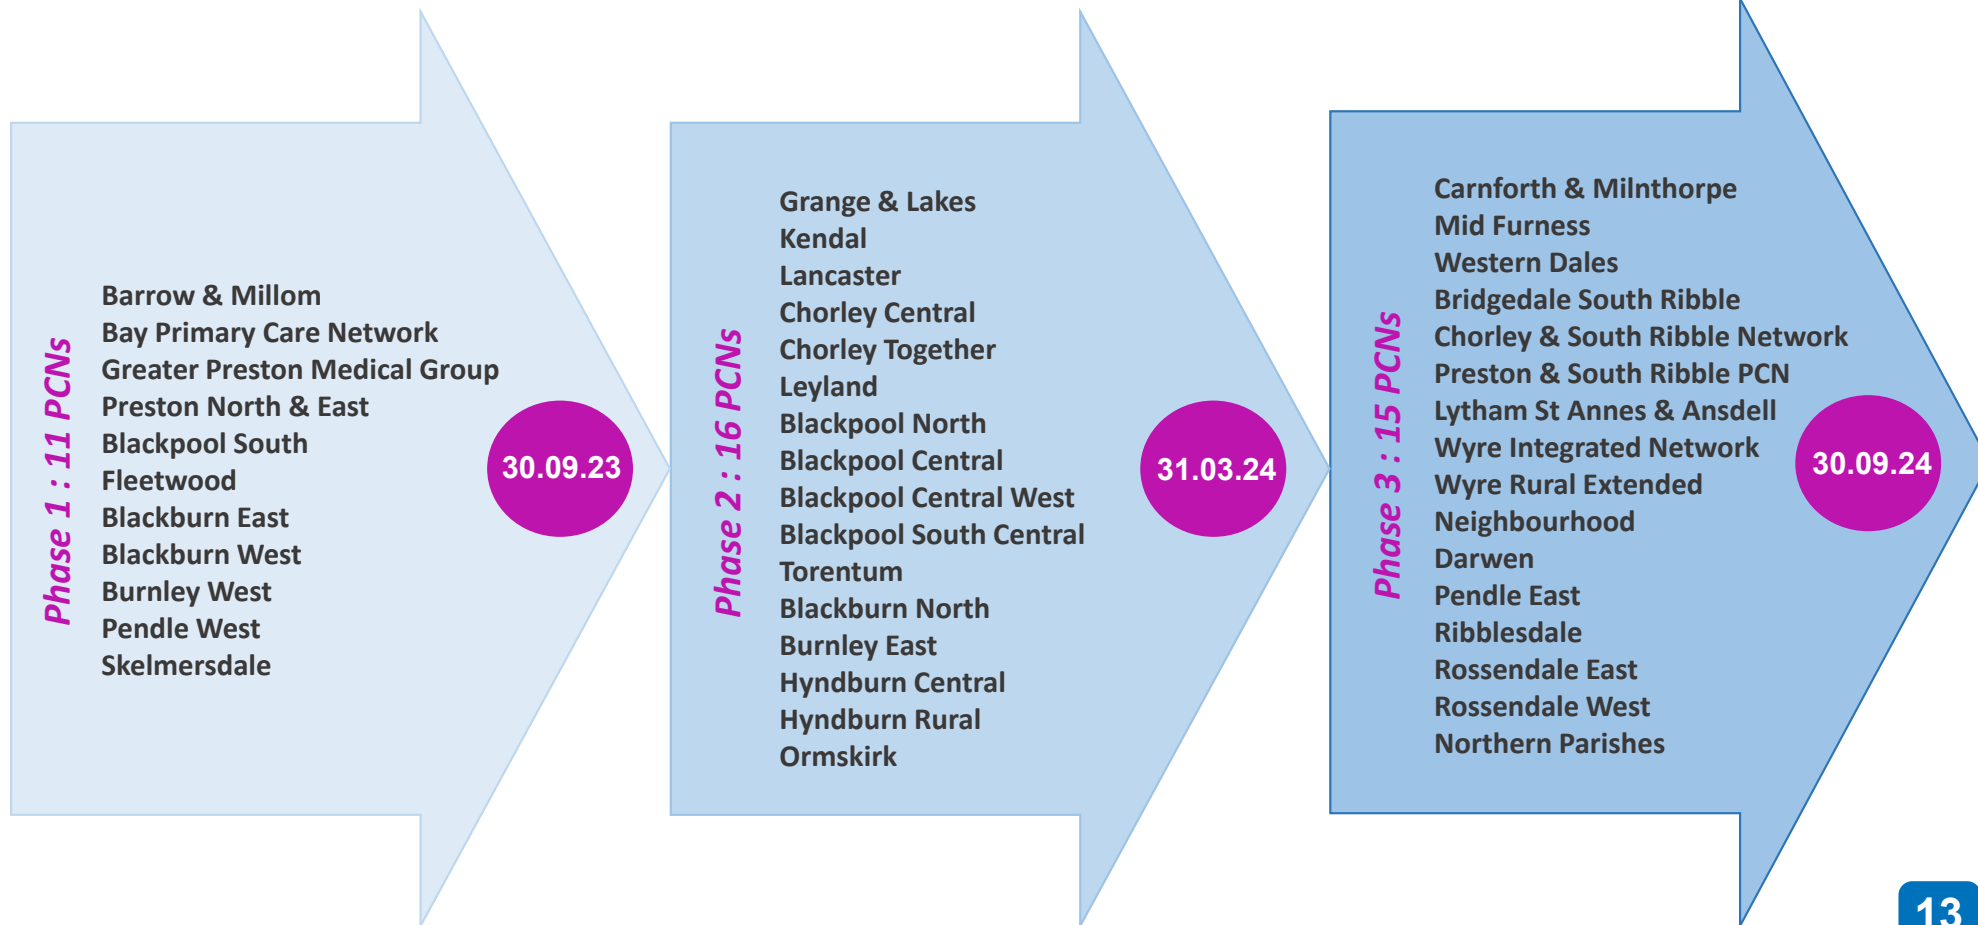 Phase 1 : 11 PCNs
Barrow & Millom
Bay Primary Care Network
Greater Preston Medical Group
Preston North & East
Blackpool South
Fleetwood
Blackburn East
Blackburn West
Burnley West
Pendle West
Skelmersdale
30.09.23
Phase 2 : 16 PCNs
Grange & Lakes
Kendal
Lancaster
Chorley Central
Chorley Together
Leyland
Blackpool North
Blackpool Central
Blackpool Central West
Blackpool South Central
Torentum
Blackburn North
Burnley East
Hyndburn Central
Hyndburn Rural
Ormskirk
31.03.24
Phase 3 : 15 PCNs
Carnforth & Milnthorpe
Mid Furness
Western Dales
Bridgedale South Ribble
Chorley & South Ribble Network
Preston & South Ribble PCN
Lytham St Annes & Ansdell
Wyre Integrated Network
Wyre Rural Extended
Neighbourhood
Darwen
Pendle East
Ribblesdale
Rossendale East
Rossendale West
Northern Parishes
30.09.24
13